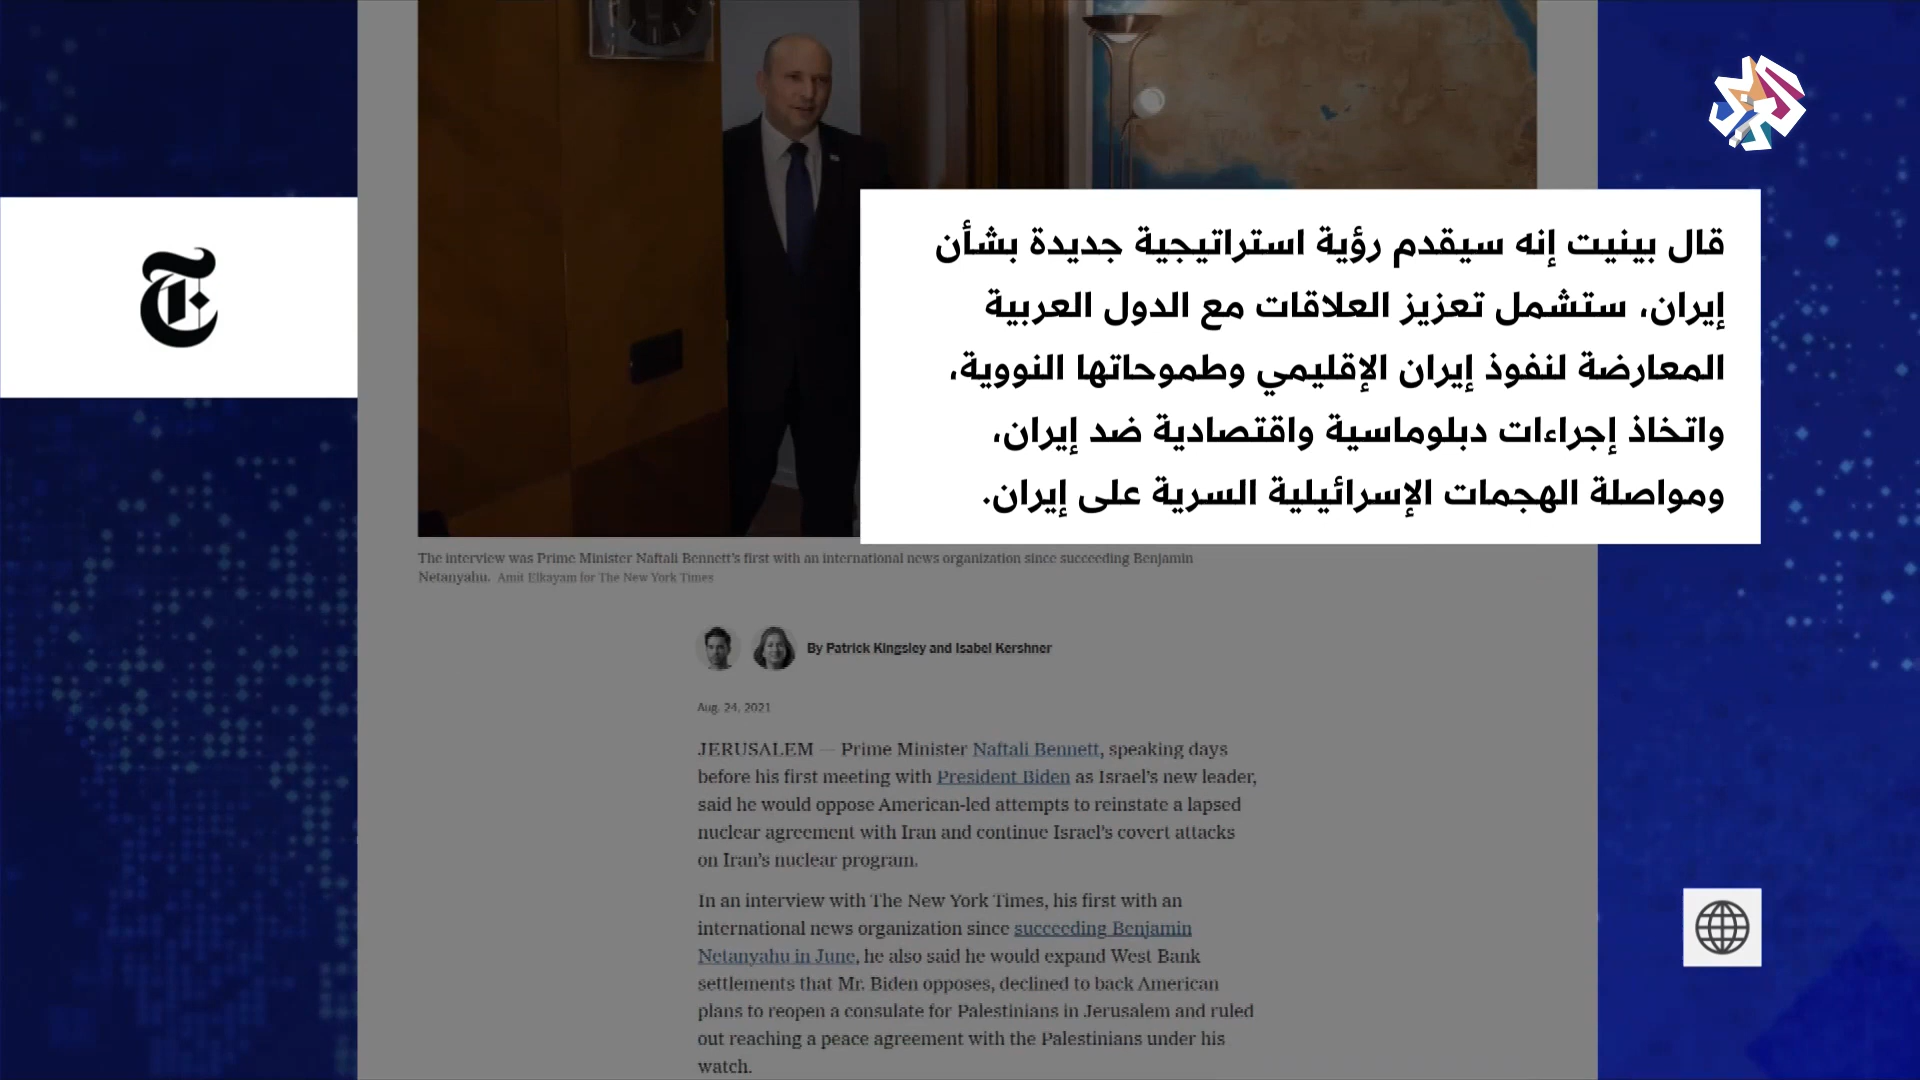 قال بينيت إنه سيقدم رؤية استراتيجية جديدة بشأن
إيران، ستشمل تعزيز العلاقات مع الدول العربية
المعارضة لنفوذ إيران الإقليمي وطموحاتها النووية،
واتخاذ إجراءات دبلوماسية واقتصادية ضد إيران،
ومواصلة الهجمات الإسرائيلية السرية على إيران.
The interview was Prime Minister Naftali Bennett's first with an international news organization since succeeding Benjamin
Netanyahu. Amit Elkayam for The New York Times
By Patrick Kingsley and Isabel Kershner
Aug. 24, 2021
JERUSALEM — Prime Minister Naftali Bennett, speaking days
before his first meeting with President Biden as Israel's new leader,
said he would oppose American-led attempts to reinstate a lapsed
nuclear agreement with Iran and continue Israel's covert attacks
on Iran's nuclear program.
In an interview with The New York Times, his first with an
international news organization since succeeding Benjamin
Netanyahu in June, he also said he would expand West Bank
settlements that Mr. Biden opposes, declined to back American
plans to reopen a consulate for Palestinians in Jerusalem and ruled
out reaching a peace agreement with the Palestinians under his
watch.